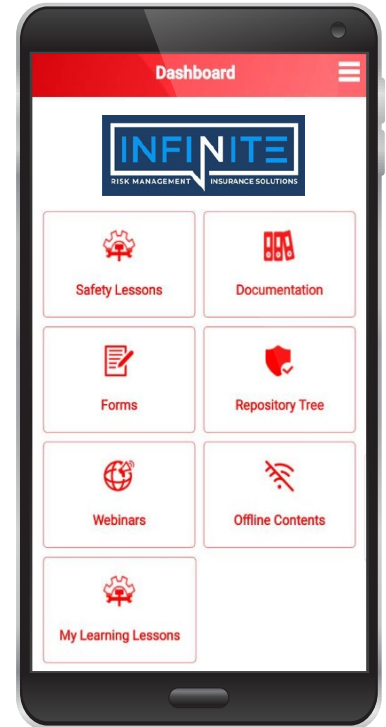 Dashboard
INFINITE
RISK MANAGEMENT INSURANCE SOLUTIONS
Safety Lessons
Documentation
Forms
Repository Tree
Webinars
Offline Contents
My Learning Lessons